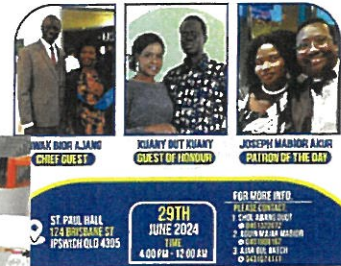 BIOR AJANG
CHIEF GUEST
KUANY BUT KUANY
GUEST OF HONOUR
JOSEPH MABIOR AKUR
PATRON OF THE DAY
ST. PAUL HALL
124 BRISBANE ST
IPSWICH QLD 4305
29TH
JUNE 2024
TIME
4:00 PM - 12:00 AM
FOR MORE INFO.
PLEASE CONTACT